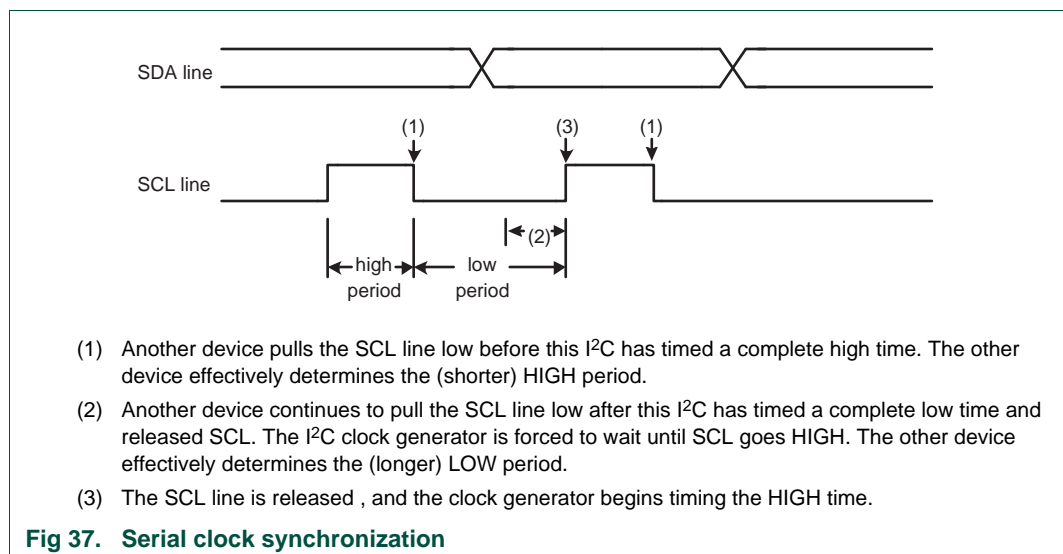 SDA line
(1) (3) (1)
SCL line
(2)
high low
period period
(1) Another device pulls the SCL line low before this I²C has timed a complete high time. The other
device effectively determines the (shorter) HIGH period.
(2) Another device continues to pull the SCL line low after this I²C has timed a complete low time and
released SCL. The I²C clock generator is forced to wait until SCL goes HIGH. The other device
effectively determines the (longer) LOW period.
(3) The SCL line is released , and the clock generator begins timing the HIGH time.
Fig 37. Serial clock synchronization